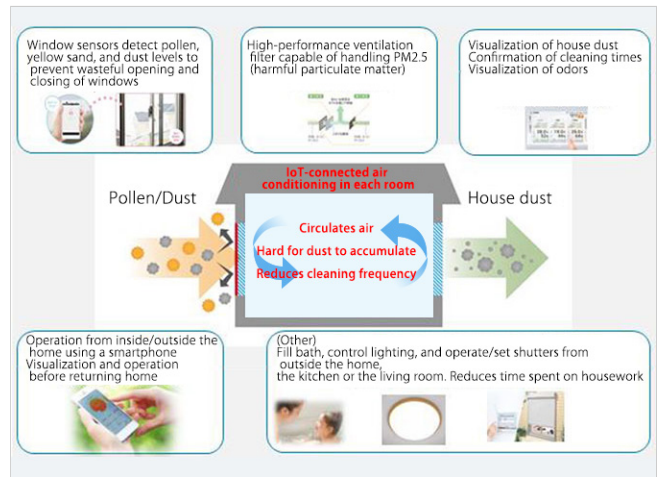 Window sensors detect pollen,
yellow sand, and dust levels to
prevent wasteful opening and
closing of windows
High-performance ventilation
filter capable of handling PM2.5
(harmful particulate matter)
Visualization of house dust
Confirmation of cleaning times
Visualization of odors
IoT-connected air
conditioning in each room
Pollen/Dust
House dust
Circulates air
Hard for dust to accumulate
Reduces cleaning frequency
Operation from inside/outside the
home using a smartphone
Visualization and operation
before returning home
(Other)
Fill bath, control lighting, and operate/set shutters from
outside the home,
the kitchen or the living room. Reduces time spent on housework